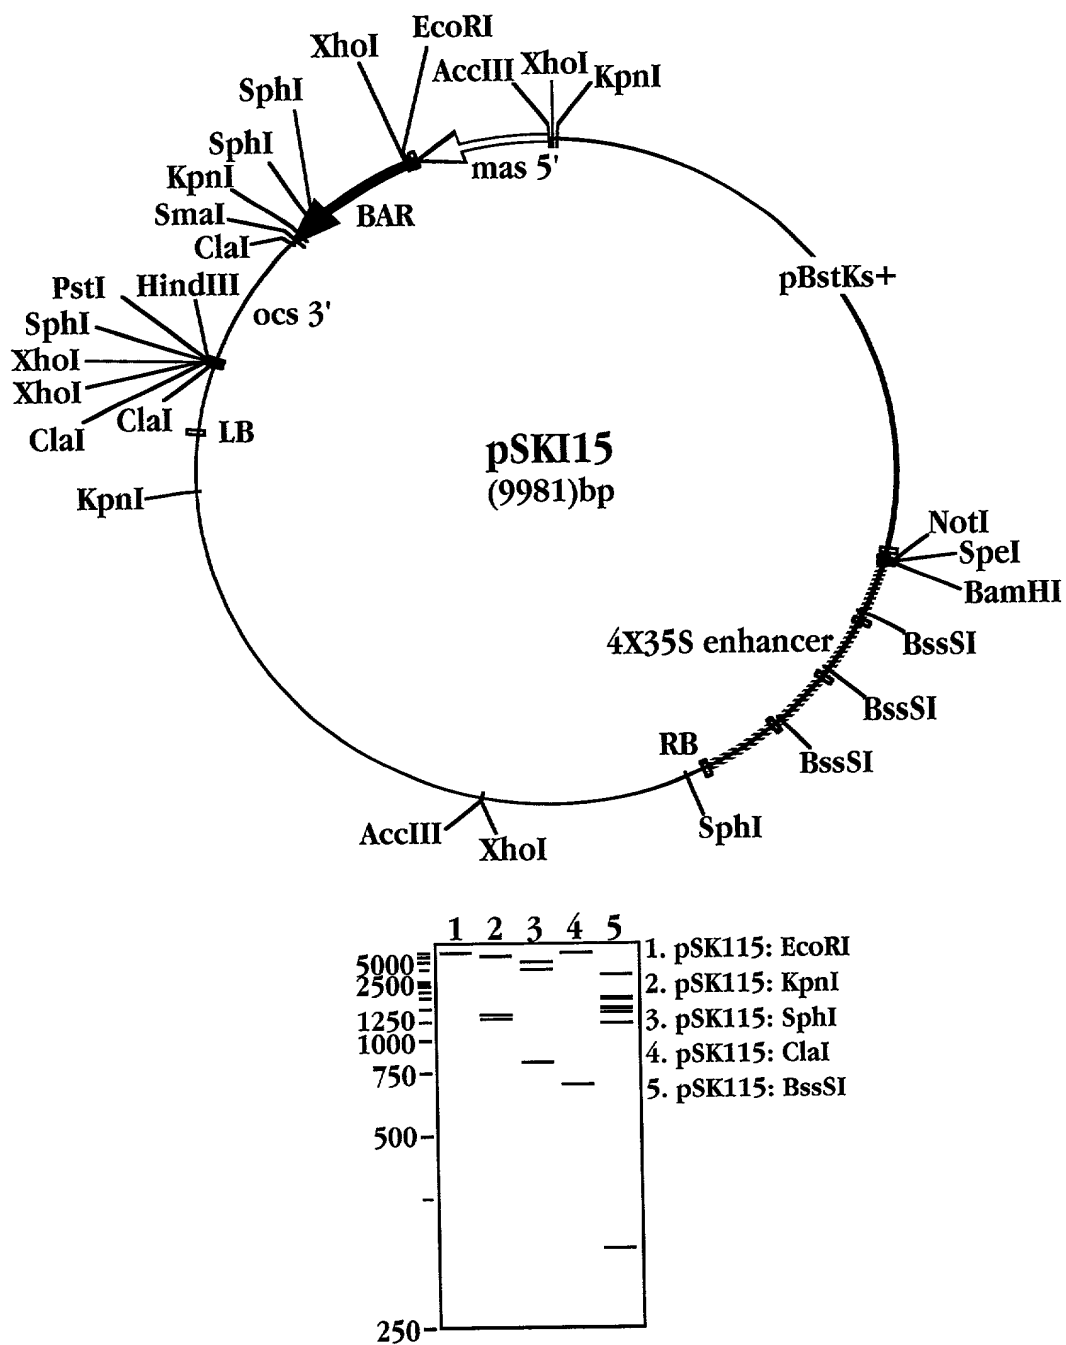 EcoRI
XhoI
AccIII
XhoI
KpnI
SphI
SphI
KpnI
SmaI
ClaI
mas 5'
BAR
pBstKs+
PstI
HindIII
SphI
ocs 3'
XhoI
XhoI
ClaI
ClaI
LB
KpnI
pSKI15
(9981)bp
NotI
SpeI
BamHI
4X35S enhancer
BssSI
BssSI
BssSI
RB
SphI
AccIII
XhoI
1 2 3 4 5
5000
2500
1250
1000
750
500
250
1. pSK115: EcoRI
2. pSK115: KpnI
3. pSK115: SphI
4. pSK115: ClaI
5. pSK115: BssSI